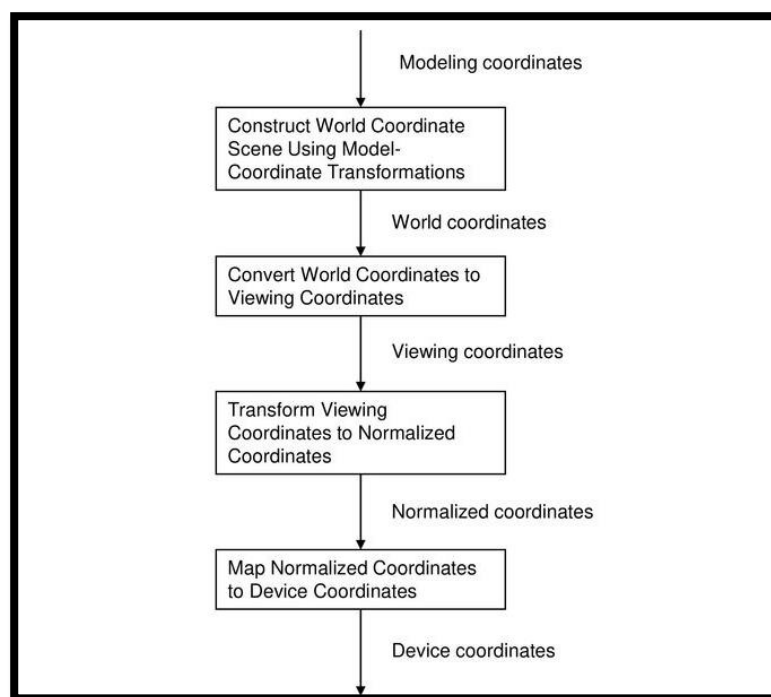 Modeling coordinates
Construct World Coordinate
Scene Using Model-
Coordinate Transformations
World coordinates
Convert World Coordinates to
Viewing Coordinates
Viewing coordinates
Transform Viewing
Coordinates to Normalized
Coordinates
Normalized coordinates
Map Normalized Coordinates
to Device Coordinates
Device coordinates